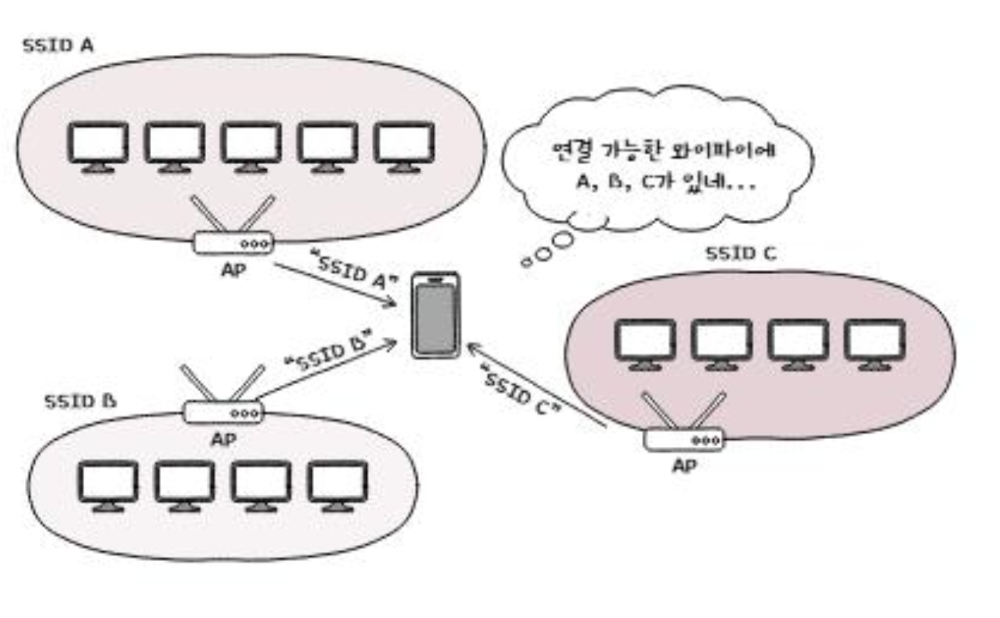 SSID A
연결 가능한 와이파이에
A, B, C가 있네...
AP
"SSID A"
SSID C
"SSID B"
"SSID C"
SSID B
AP
AP